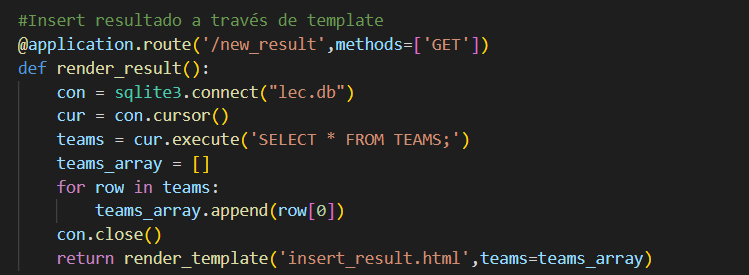 #Insert resultado a través de template
@application.route('/new_result',methods=['GET'])
def render_result():
    con = sqlite3.connect("lec.db")
    cur = con.cursor()
    teams = cur.execute('SELECT * FROM TEAMS;')
    teams_array = []
    for row in teams:
        teams_array.append(row[0])
    con.close()
    return render_template('insert_result.html',teams=teams_array)